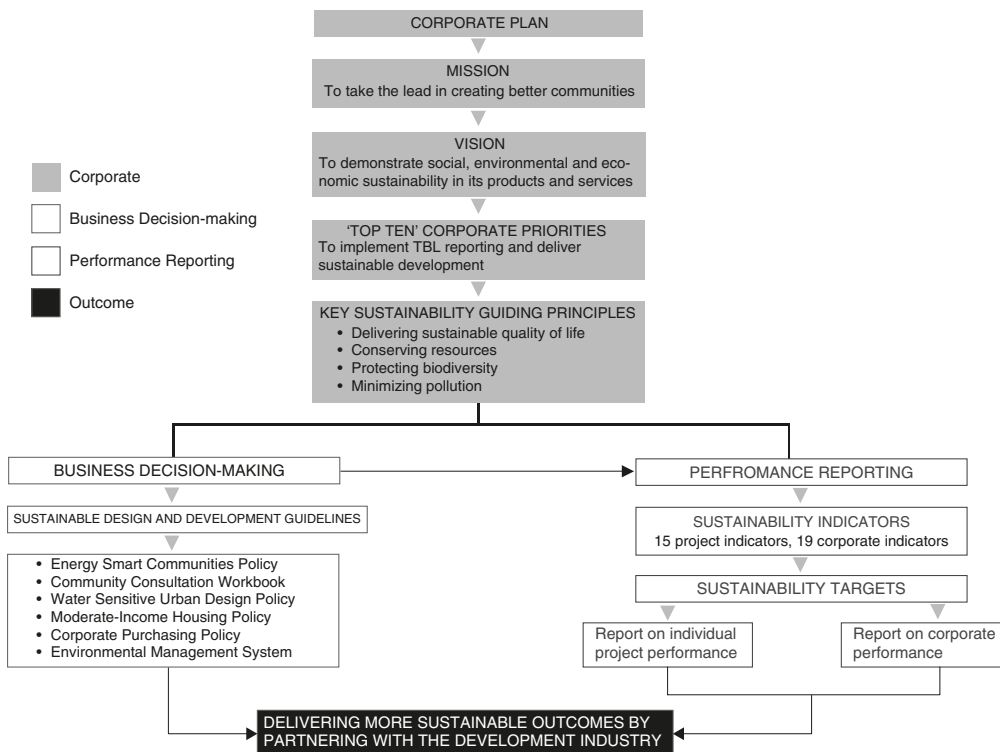 CORPORATE PLAN
MISSION
To take the lead in creating better communities
VISION
To demonstrate social, environmental and eco-
nomic sustainability in its products and services
‘TOP TEN’ CORPORATE PRIORITIES
To implement TBL reporting and deliver
sustainable development
KEY SUSTAINABILITY GUIDING PRINCIPLES
• Delivering sustainable quality of life
• Conserving resources
• Protecting biodiversity
• Minimizing pollution
Corporate
Business Decision-making
Performance Reporting
Outcome
BUSINESS DECISION-MAKING
SUSTAINABLE DESIGN AND DEVELOPMENT GUIDELINES
• Energy Smart Communities Policy
• Community Consultation Workbook
• Water Sensitive Urban Design Policy
• Moderate-Income Housing Policy
• Corporate Purchasing Policy
• Environmental Management System
PERFROMANCE REPORTING
SUSTAINABILITY INDICATORS
15 project indicators, 19 corporate indicators
SUSTAINABILITY TARGETS
Report on individual
project performance
Report on corporate
performance
DELIVERING MORE SUSTAINABLE OUTCOMES BY
PARTNERING WITH THE DEVELOPMENT INDUSTRY